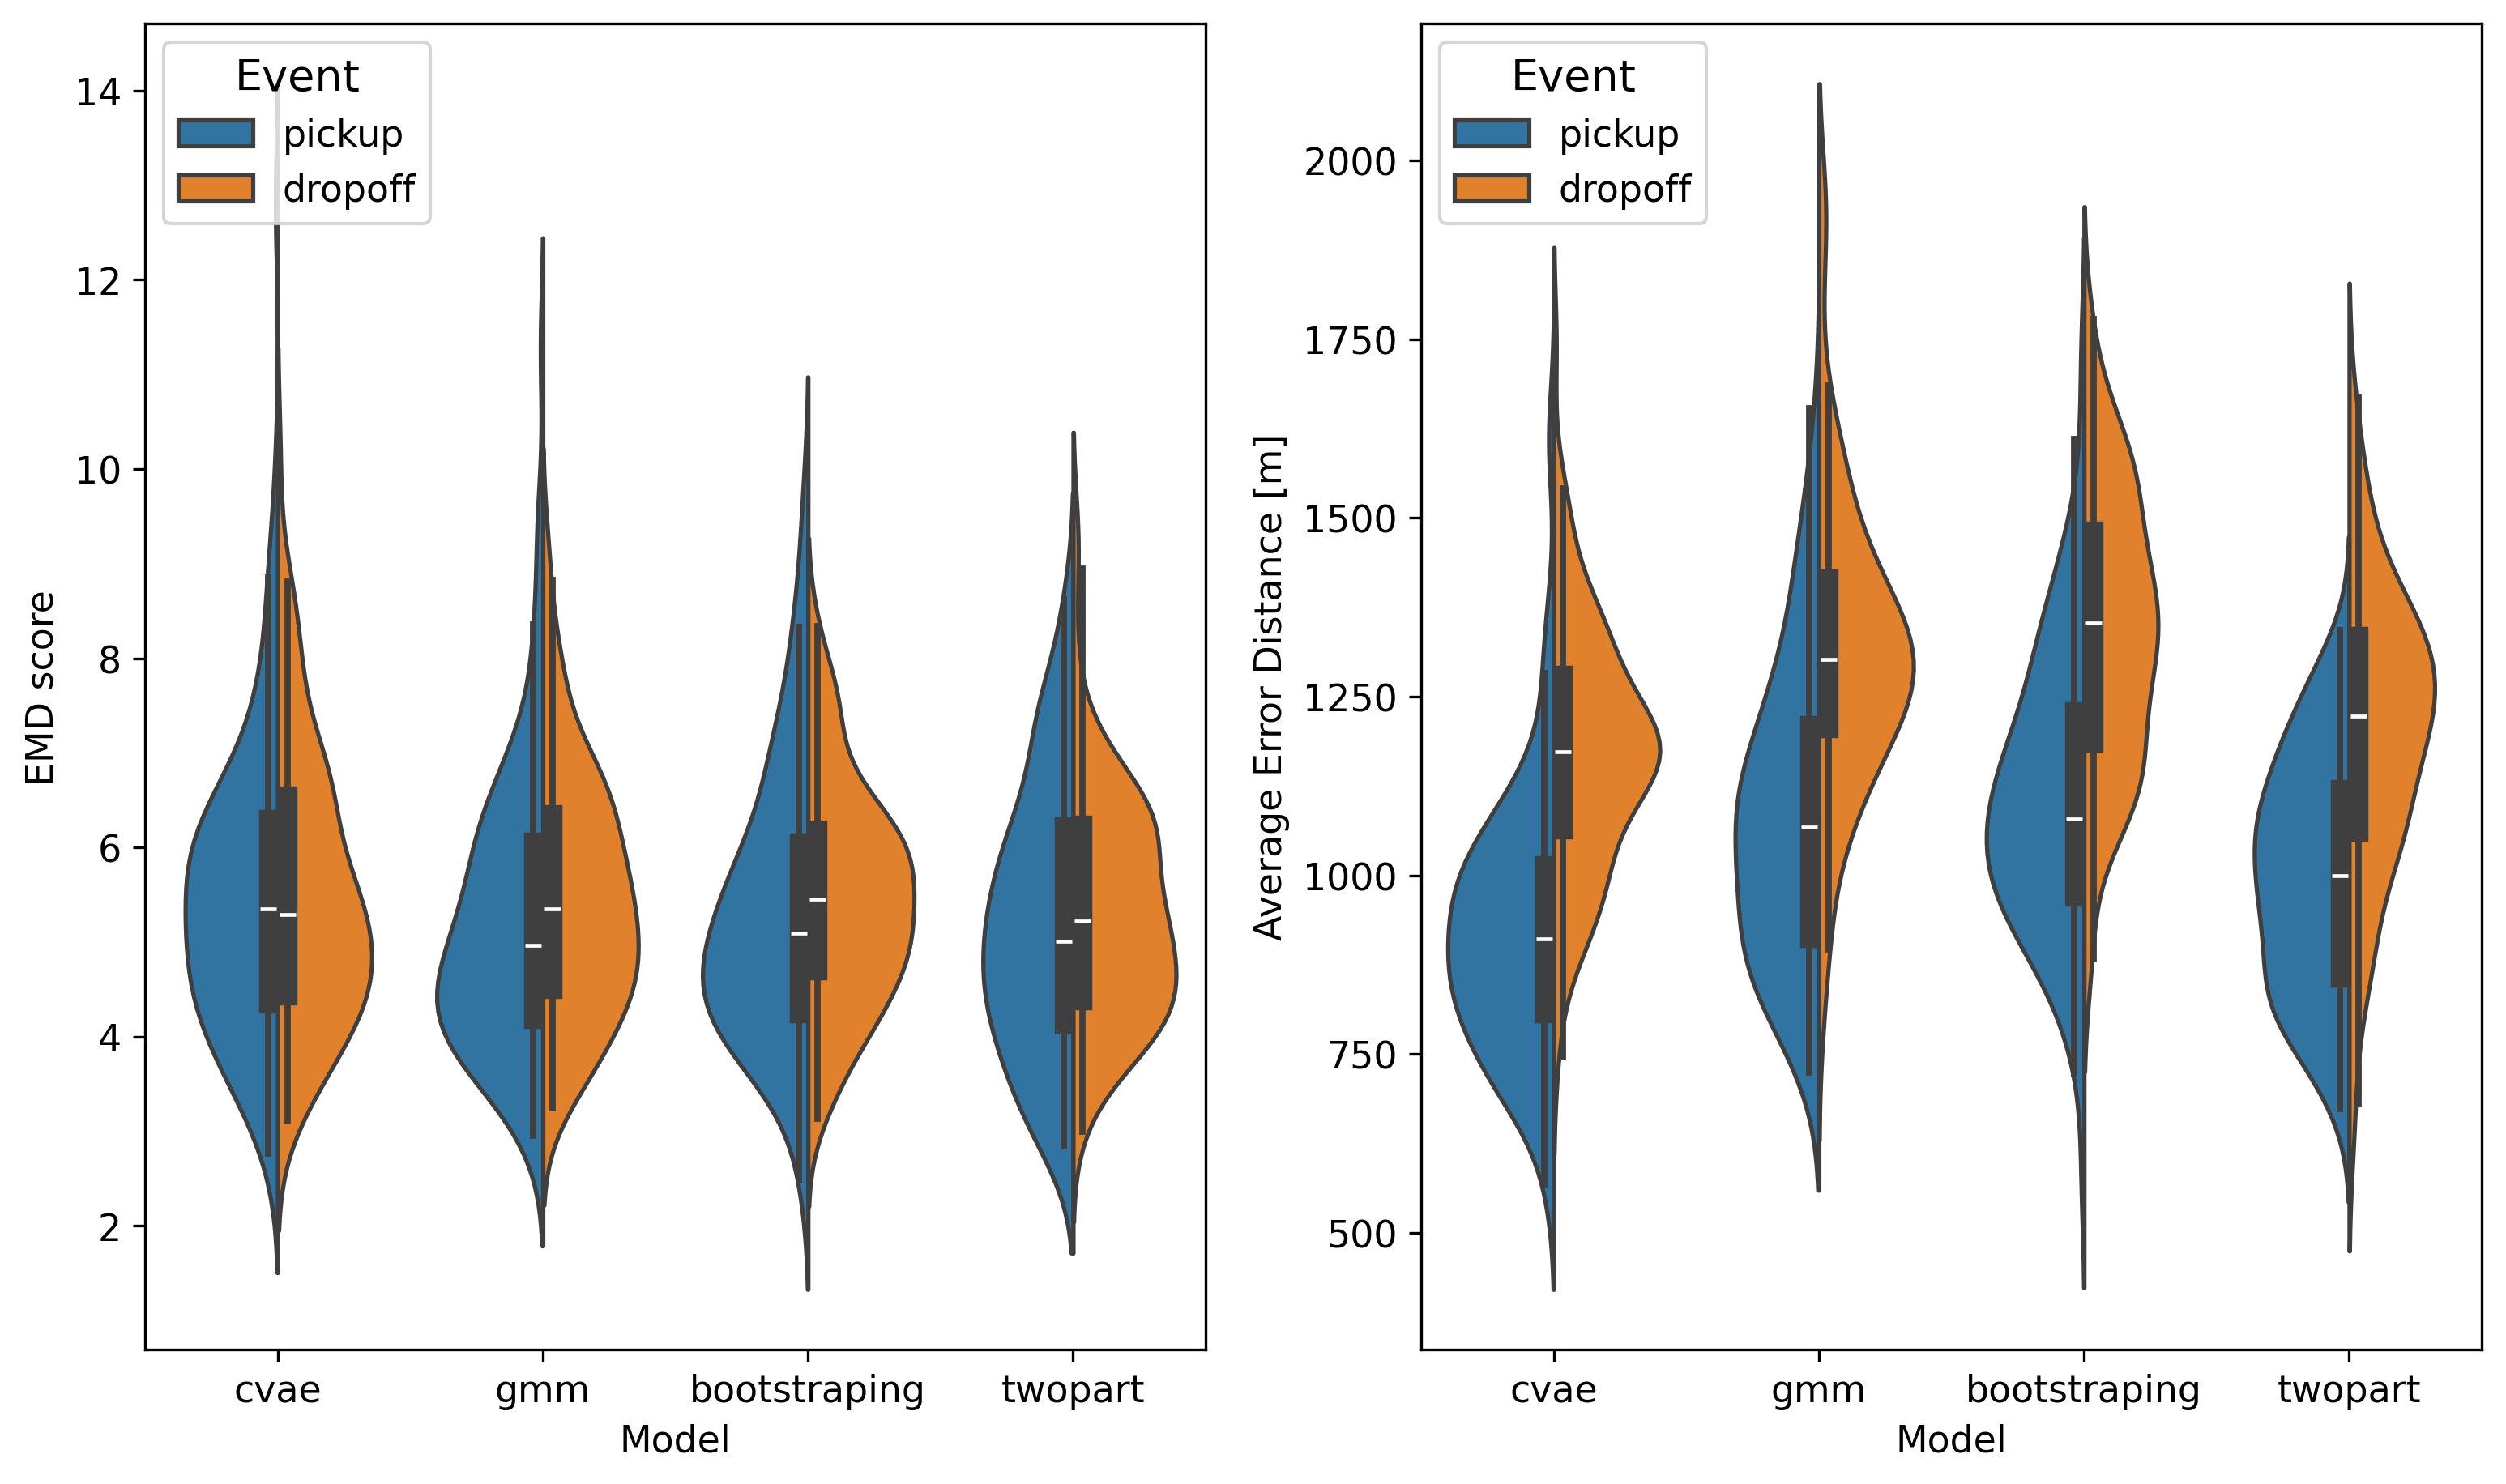 Event
pickup
dropoff
EMD score
14
12
10
8
6
4
2
cvae gmm bootstraping twopart
Model
Event
pickup
dropoff
Average Error Distance [m]
2000
1750
1500
1250
1000
750
500
cvae gmm bootstraping twopart
Model